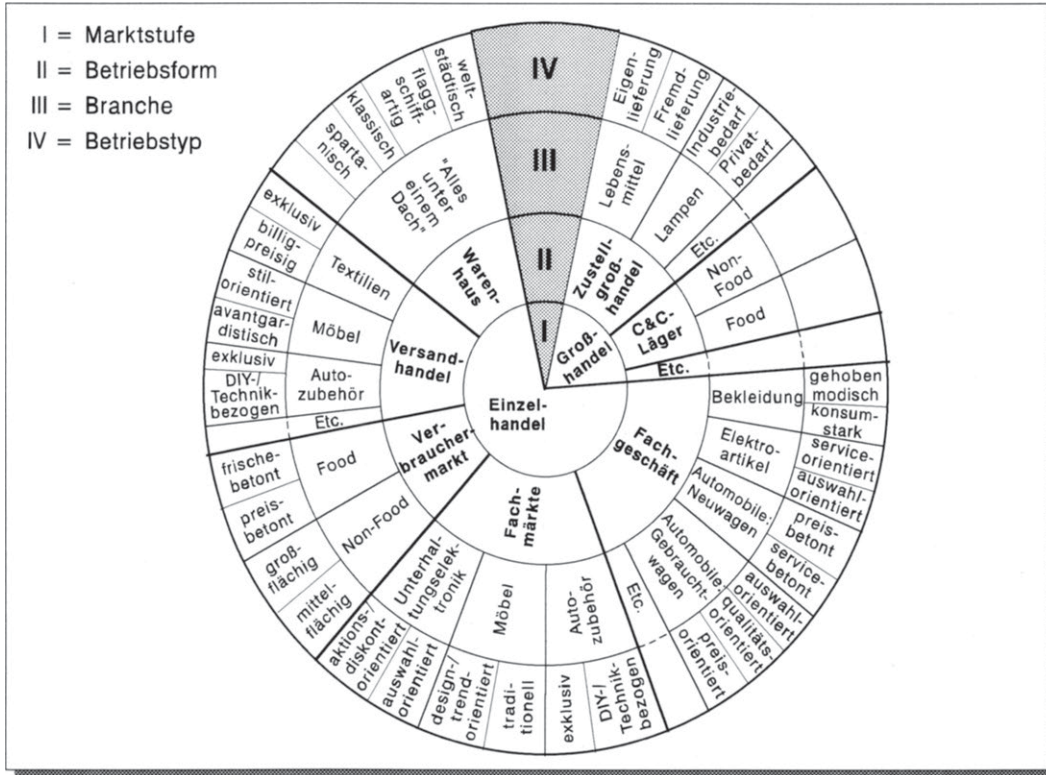 I = Marktstufe
II = Betriebsform
III = Branche
IV = Betriebstyp
IV
III
II
I
Groß-
handel
Zustell-
groß-
handel
Lebens-
mittel
Eigen-
lieferung
Fremd-
lieferung
Lampen
Industrie-
bedarf
Privat-
bedarf
Etc.
C&C-
Läger
Non-
Food
Food
Etc.
Einzel-
handel
Fach-
geschäft
Bekleidung
gehoben
modisch
konsum-
stark
Elektro-
artikel
service-
orientiert
auswahl-
orientiert
Automobile:
Neuwagen
preis-
betont
service-
betont
Automobile:
Gebraucht-
wagen
auswahl-
orientiert
qualitäts-
orientiert
preis-
orientiert
Etc.
Fach-
märkte
Auto-
zubehör
DIY-/
Technik-
bezogen
exklusiv
Möbel
tradi-
tionell
design-/
trend-
orientiert
Unterhal-
tungselek-
tronik
auswahl-
orientiert
aktions-/
diskont-
orientiert
Ver-
braucher-
markt
Non-Food
mittel-
flächig
groß-
flächig
Food
preis-
betont
frische-
betont
Versand-
handel
Etc.
Auto-
zubehör
DIY-/
Technik-
bezogen
exklusiv
Möbel
avantgar-
distisch
stil-
orientiert
Textilien
billig-
preisig
exklusiv
Waren-
haus
"Alles
unter
einem
Dach"
sparta-
nisch
klassisch
flagg-
schiff-
artig
welt-
städtisch